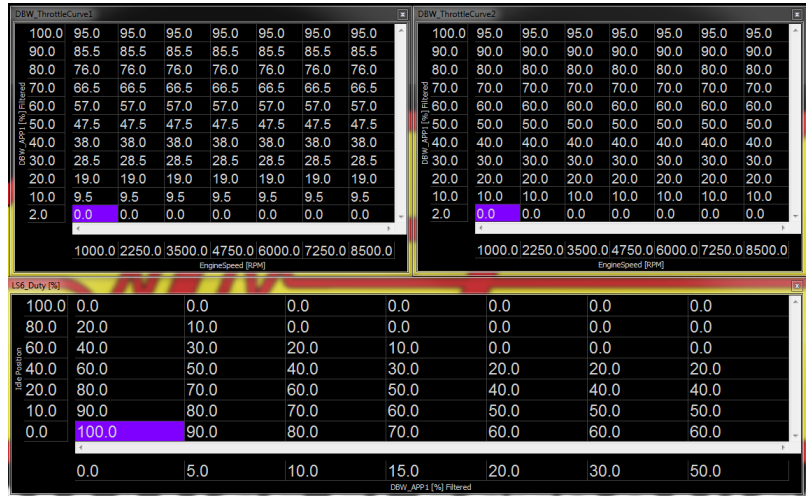 DBW_ThrottleCurve1
100.0 95.0 95.0 95.0 95.0 95.0 95.0 95.0
90.0 85.5 85.5 85.5 85.5 85.5 85.5 85.5
80.0 76.0 76.0 76.0 76.0 76.0 76.0 76.0
70.0 66.5 66.5 66.5 66.5 66.5 66.5 66.5
60.0 57.0 57.0 57.0 57.0 57.0 57.0 57.0
50.0 47.5 47.5 47.5 47.5 47.5 47.5 47.5
40.0 38.0 38.0 38.0 38.0 38.0 38.0 38.0
30.0 28.5 28.5 28.5 28.5 28.5 28.5 28.5
20.0 19.0 19.0 19.0 19.0 19.0 19.0 19.0
10.0 9.5 9.5 9.5 9.5 9.5 9.5 9.5
2.0 0.0 0.0 0.0 0.0 0.0 0.0 0.0
DBW_APP1 [%] Filtered
1000.0 2250.0 3500.0 4750.0 6000.0 7250.0 8500.0
EngineSpeed [RPM]
DBW_ThrottleCurve2
100.0 95.0 95.0 95.0 95.0 95.0 95.0 95.0
90.0 90.0 90.0 90.0 90.0 90.0 90.0 90.0
80.0 80.0 80.0 80.0 80.0 80.0 80.0 80.0
70.0 70.0 70.0 70.0 70.0 70.0 70.0 70.0
60.0 60.0 60.0 60.0 60.0 60.0 60.0 60.0
50.0 50.0 50.0 50.0 50.0 50.0 50.0 50.0
40.0 40.0 40.0 40.0 40.0 40.0 40.0 40.0
30.0 30.0 30.0 30.0 30.0 30.0 30.0 30.0
20.0 20.0 20.0 20.0 20.0 20.0 20.0 20.0
10.0 10.0 10.0 10.0 10.0 10.0 10.0 10.0
2.0 0.0 0.0 0.0 0.0 0.0 0.0 0.0
DBW_APP1 [%] Filtered
1000.0 2250.0 3500.0 4750.0 6000.0 7250.0 8500.0
EngineSpeed [RPM]
LS6_Duty [%]
100.0 0.0 0.0 0.0 0.0 0.0 0.0 0.0
80.0 20.0 10.0 0.0 0.0 0.0 0.0 0.0
60.0 40.0 30.0 20.0 10.0 0.0 0.0 0.0
40.0 60.0 50.0 40.0 30.0 20.0 20.0 20.0
20.0 80.0 70.0 60.0 50.0 40.0 40.0 40.0
10.0 90.0 80.0 70.0 60.0 50.0 50.0 50.0
0.0 100.0 90.0 80.0 70.0 60.0 60.0 60.0
Idle Position
0.0 5.0 10.0 15.0 20.0 30.0 50.0
DBW_APP1 [%] Filtered